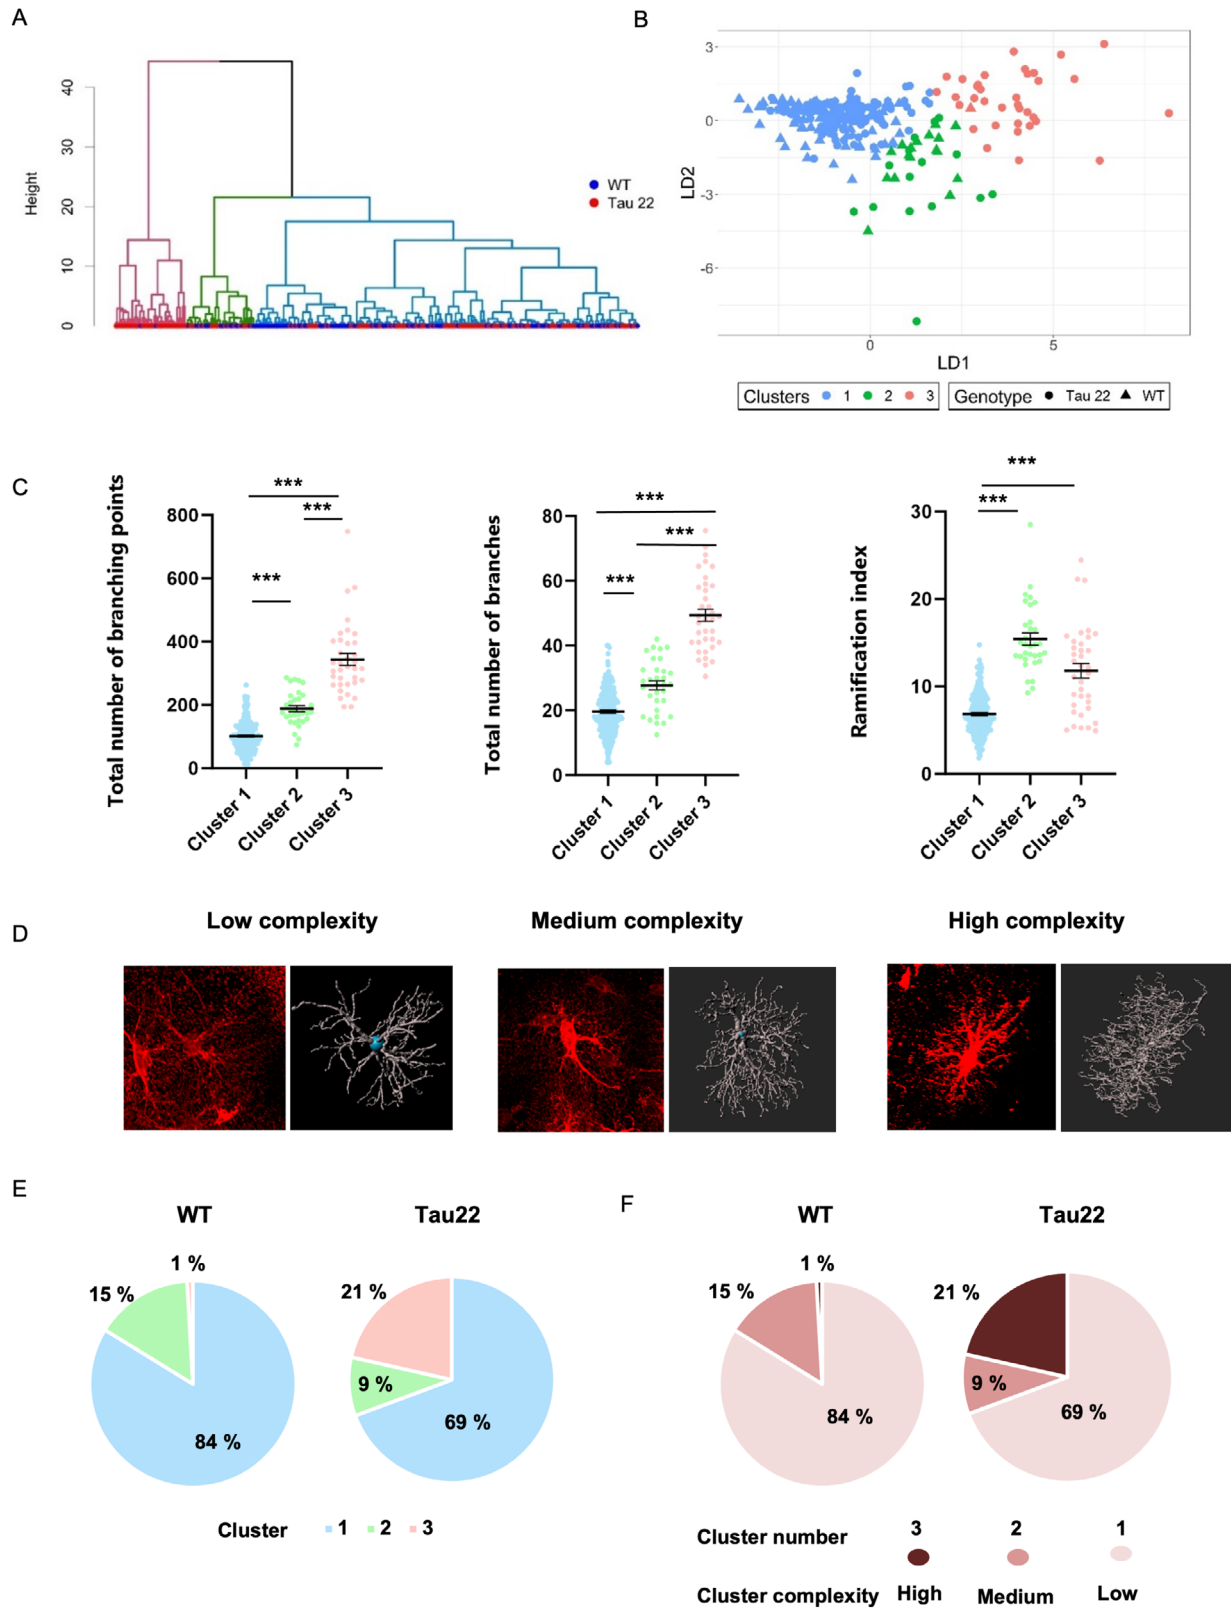 A
Height
0
10
20
30
40
WT
Tau 22
B
LD2
3
0
-3
-6
0 5
LD1
Clusters 1 2 3
Genotype Tau 22 WT
C
Total number of branching points
800
600
400
200
0
***
***
***
Cluster 1
Cluster 2
Cluster 3
Total number of branches
80
60
40
20
0
***
***
***
Cluster 1
Cluster 2
Cluster 3
Ramification index
30
20
10
0
***
***
Cluster 1
Cluster 2
Cluster 3
D
Low complexity
Medium complexity
High complexity
E
WT
1 %
15 %
84 %
Tau22
21 %
9 %
69 %
Cluster 1 2 3
F
WT
1 %
15 %
84 %
Tau22
21 %
9 %
69 %
Cluster number 3 2 1
Cluster complexity High Medium Low